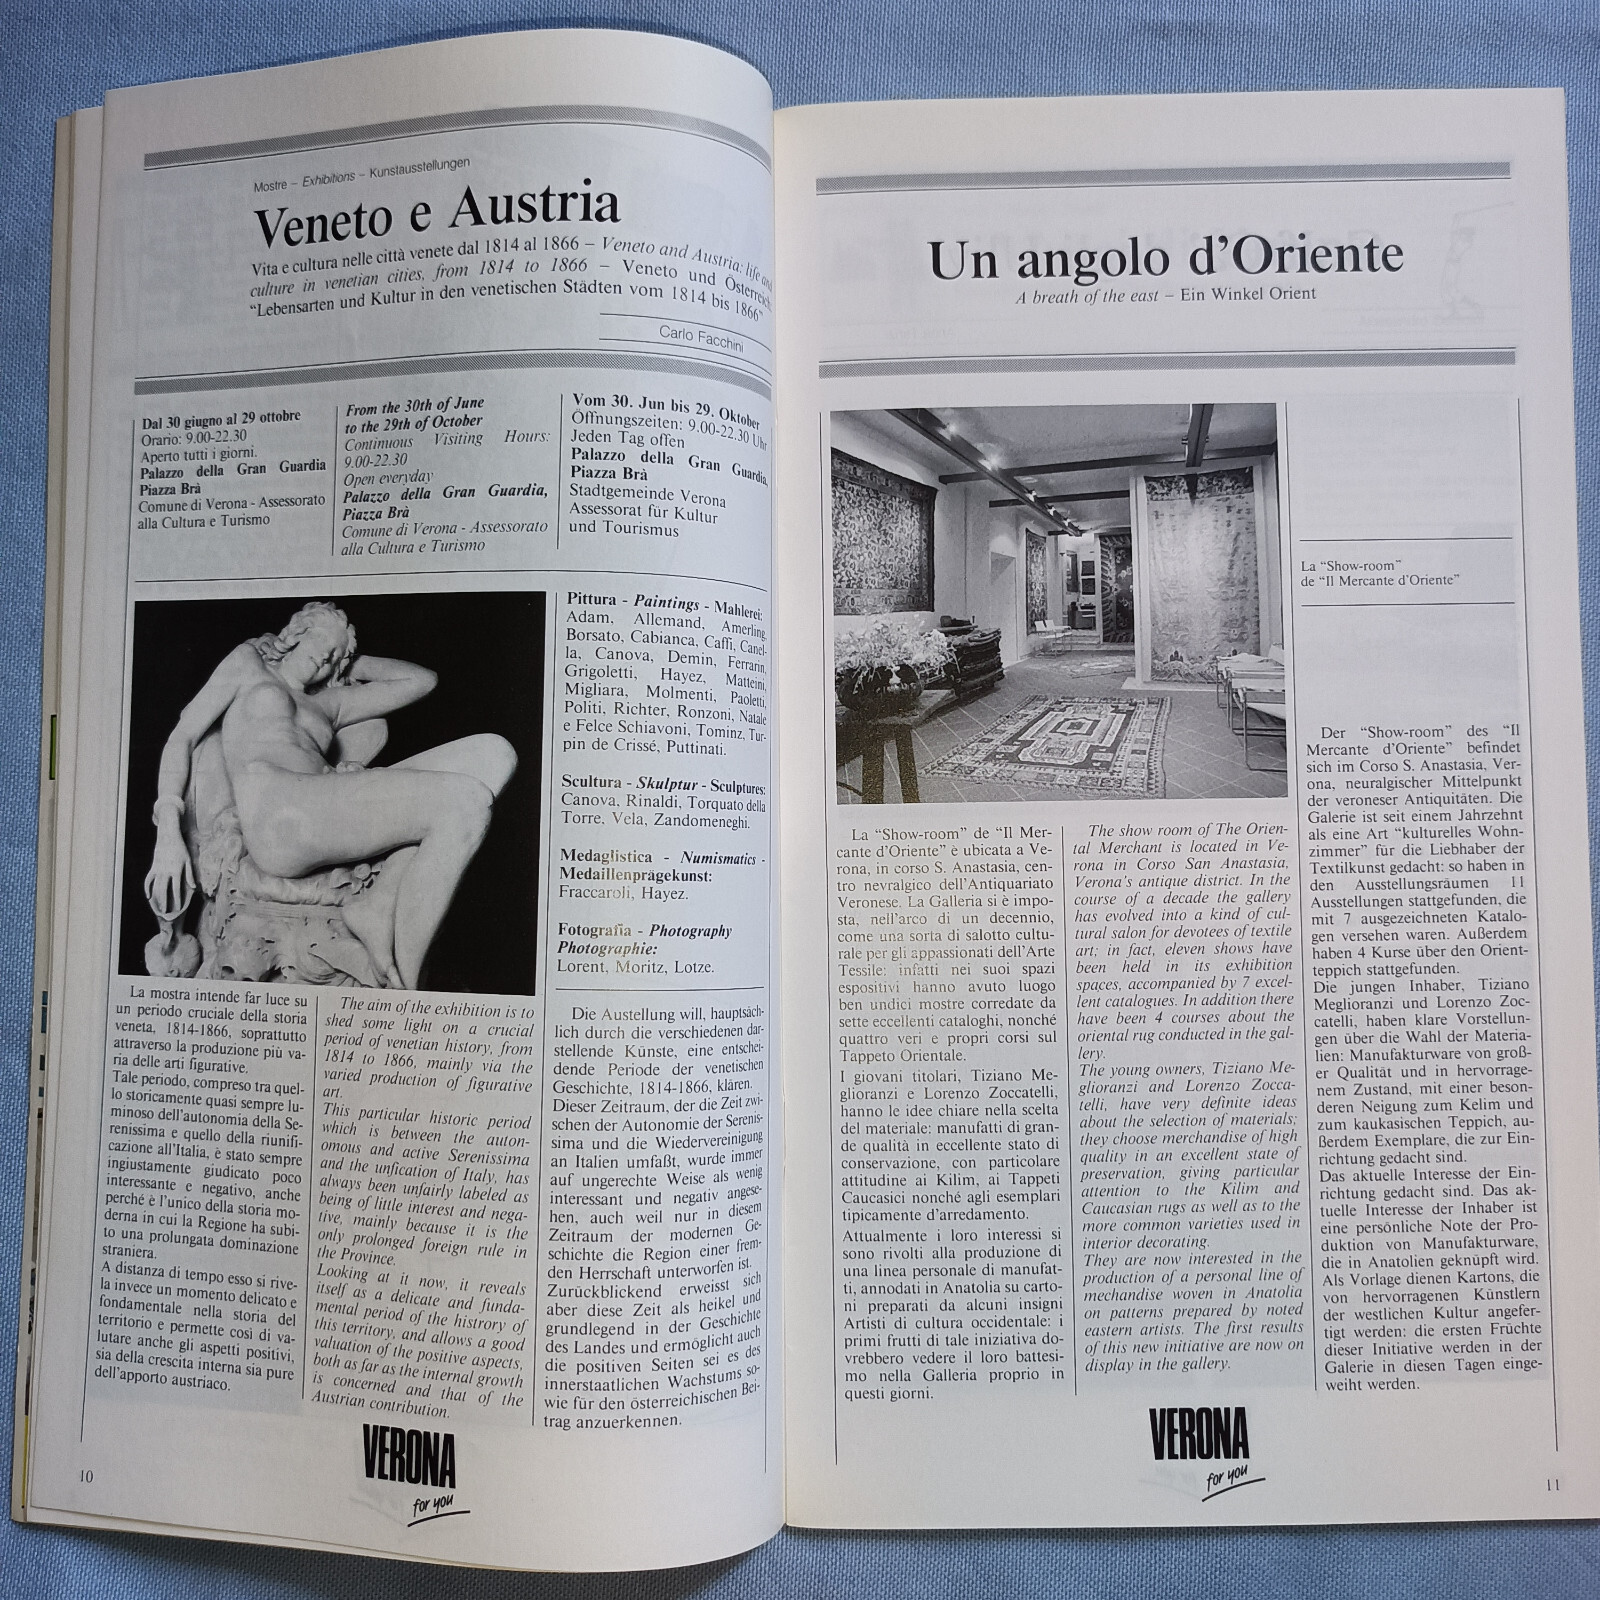 Mostre – Exhibitions – Kunstausstellungen
Veneto e Austria
Vita e cultura nelle città venete dal 1814 al 1866 – Veneto and Austria: life and
culture in venetian cities, from 1814 to 1866 – Veneto und Österreich
“Lebensarten und Kultur in den venetischen Städten vom 1814 bis 1866”
Carlo Facchini
Dal 30 giugno al 29 ottobre
Orario: 9.00-22.30
Aperto tutti i giorni.
Palazzo della Gran Guardia
Piazza Brà
Comune di Verona - Assessorato
alla Cultura e Turismo
From the 30th of June
to the 29th of October
Continuous Visiting Hours:
9.00-22.30
Open everyday
Palazzo della Gran Guardia,
Piazza Brà
Comune di Verona - Assessorato
alla Cultura e Turismo
Vom 30. Jun bis 29. Oktober
Öffnungszeiten: 9.00-22.30 Uhr
Jeden Tag offen
Palazzo della Gran Guardia,
Piazza Brà
Stadtgemeinde Verona
Assessorat für Kultur
und Tourismus
Pittura - Paintings - Mahlerei:
Adam, Allemand, Amerling,
Borsato, Cabianca, Caffi, Canel-
la, Canova, Demin, Ferrarin,
Grigoletti, Hayez, Matteini,
Migliara, Molmenti, Paoletti,
Politi, Richter, Ronzoni, Natale
e Felce Schiavoni, Tominz, Tur-
pin de Crissé, Puttinati.
Scultura - Skulptur - Sculptures:
Canova, Rinaldi, Torquato della
Torre, Vela, Zandomeneghi.
Medaglistica - Numismatics -
Medaillenprägekunst:
Fraccaroli, Hayez.
Fotografia - Photography
Photographie:
Lorent, Moritz, Lotze.
La mostra intende far luce su
un periodo cruciale della storia
veneta, 1814-1866, soprattutto
attraverso la produzione più va-
ria delle arti figurative.
Tale periodo, compreso tra quel-
lo storicamente quasi sempre lu-
minoso dell'autonomia della Se-
renissima e quello della riunifi-
cazione all'Italia, è stato sempre
ingiustamente giudicato poco
interessante e negativo, anche
perché è l'unico della storia mo-
derna in cui la Regione ha subi-
to una prolungata dominazione
straniera.
A distanza di tempo esso si rive-
la invece un momento delicato e
fondamentale nella storia del
territorio e permette così di va-
lutare anche gli aspetti positivi,
sia della crescita interna sia pure
dell'apporto austriaco.
The aim of the exhibition is to
shed some light on a crucial
period of venetian history, from
1814 to 1866, mainly via the
varied production of figurative
art.
This particular historic period
which is between the auton-
omous and active Serenissima
and the unfication of Italy, has
always been unfairly labeled as
being of little interest and nega-
tive, mainly because it is the
only prolonged foreign rule in
the Province.
Looking at it now, it reveals
itself as a delicate and funda-
mental period of the histrory of
this territory, and allows a good
valuation of the positive aspects,
both as far as the internal growth
is concerned and that of the
Austrian contribution.
Die Austellung will, hauptsäch-
lich durch die verschiedenen dar-
stellende Künste, eine entschei-
dende Periode der venetischen
Geschichte, 1814-1866, klären.
Dieser Zeitraum, der die Zeit zwi-
schen der Autonomie der Serenis-
sima und die Wiedervereinigung
an Italien umfaßt, wurde immer
auf ungerechte Weise als wenig
interessant und negativ angese-
hen, auch weil nur in diesem
Zeitraum der modernen Ge-
schichte die Region einer frem-
den Herrschaft unterworfen ist.
Zurückblickend erweisst sich
aber diese Zeit als heikel und
grundlegend in der Geschichte
des Landes und ermöglicht auch
die positiven Seiten sei es des
innerstaatlichen Wachstums so-
wie für den österreichischen Bei-
trag anzuerkennen.
VERONA
for you
10
Un angolo d'Oriente
A breath of the east – Ein Winkel Orient
La “Show-room”
de “Il Mercante d'Oriente”
La “Show-room” de “Il Mer-
cante d'Oriente” è ubicata a Ve-
rona, in corso S. Anastasia, cen-
tro nevralgico dell'Antiquariato
Veronese. La Galleria si è impo-
sta, nell'arco di un decennio,
come una sorta di salotto cultu-
rale per gli appassionati dell'Arte
Tessile: infatti nei suoi spazi
espositivi hanno avuto luogo
ben undici mostre corredate da
sette eccellenti cataloghi, nonché
quattro veri e propri corsi sul
Tappeto Orientale.
I giovani titolari, Tiziano Me-
glioranzi e Lorenzo Zoccatelli,
hanno le idee chiare nella scelta
del materiale: manufatti di gran-
de qualità in eccellente stato di
conservazione, con particolare
attitudine ai Kilim, ai Tappeti
Caucasici nonché agli esemplari
tipicamente d'arredamento.
Attualmente i loro interessi si
sono rivolti alla produzione di
una linea personale di manufat-
ti, annodati in Anatolia su carto-
ni preparati da alcuni insigni
Artisti di cultura occidentale: i
primi frutti di tale iniziativa do-
vrebbero vedere il loro battesi-
mo nella Galleria proprio in
questi giorni.
The show room of The Orien-
tal Merchant is located in Ve-
rona in Corso San Anastasia,
Verona's antique district. In the
course of a decade the gallery
has evolved into a kind of cul-
tural salon for devotees of textile
art; in fact, eleven shows have
been held in its exhibition
spaces, accompanied by 7 excel-
lent catalogues. In addition there
have been 4 courses about the
oriental rug conducted in the gal-
lery.
The young owners, Tiziano Me-
glioranzi and Lorenzo Zocca-
telli, have very definite ideas
about the selection of materials;
they choose merchandise of high
quality in an excellent state of
preservation, giving particular
attention to the Kilim and
Caucasian rugs as well as to the
more common varieties used in
interior decorating.
They are now interested in the
production of a personal line of
mechandise woven in Anatolia
on patterns prepared by noted
eastern artists. The first results
of this new initiative are now on
display in the gallery.
Der “Show-room” des “Il
Mercante d'Oriente” befindet
sich im Corso S. Anastasia, Ver-
ona, neuralgischer Mittelpunkt
der veroneser Antiquitäten. Die
Galerie ist seit einem Jahrzehnt
als eine Art “kulturelles Wohn-
zimmer” für die Liebhaber der
Textilkunst gedacht: so haben in
den Ausstellungsräumen 11
Ausstellungen stattgefunden, die
mit 7 ausgezeichneten Katalo-
gen versehen waren. Außerdem
haben 4 Kurse über den Orient-
teppich stattgefunden.
Die jungen Inhaber, Tiziano
Meglioranzi und Lorenzo Zoc-
catelli, haben klare Vorstellun-
gen über die Wahl der Materia-
lien: Manufakturware von groß-
er Qualität und in hervorrage-
nem Zustand, mit einer beson-
deren Neigung zum Kelim und
zum kaukasischen Teppich, au-
ßerdem Exemplare, die zur Ein-
richtung gedacht sind.
Das aktuelle Interesse der Ein-
richtung gedacht sind. Das ak-
tuelle Interesse der Inhaber ist
eine persönliche Note der Pro-
duktion von Manufakturware,
die in Anatolien geknüpft wird.
Als Vorlage dienen Kartons, die
von hervorragenen Künstlern
der westlichen Kultur angefer-
tigt werden: die ersten Früchte
dieser Initiative werden in der
Galerie in diesen Tagen einge-
weiht werden.
VERONA
for you
11